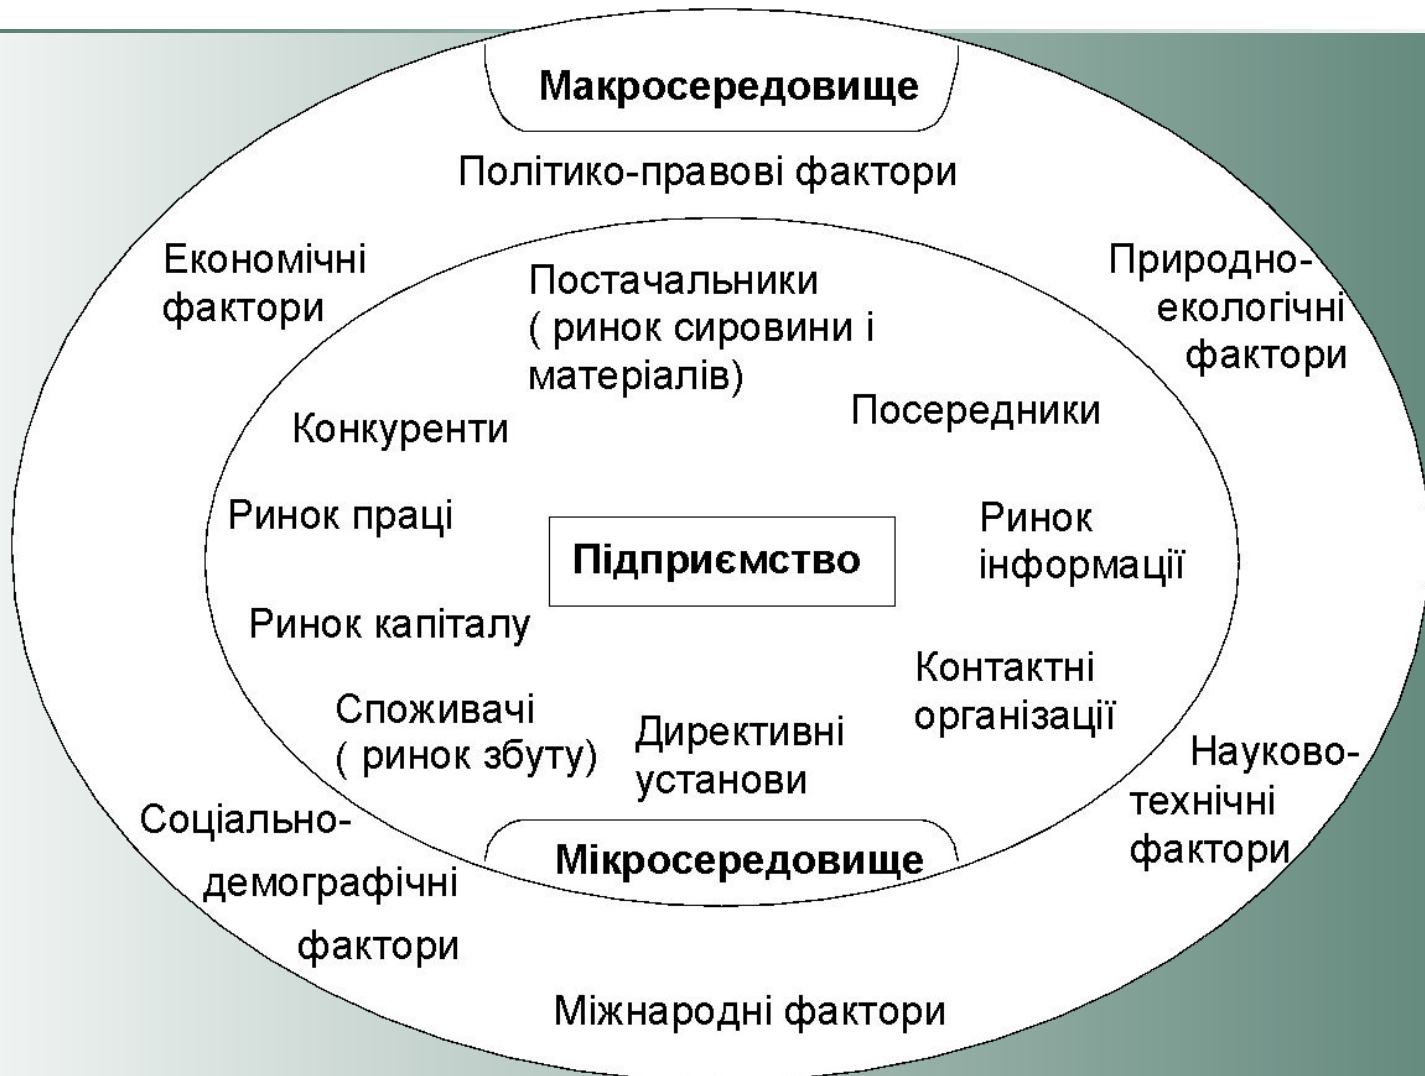 Макросередовище
Політико-правові фактори
Економічні
фактори
Природно-
екологічні
фактори
Постачальники
( ринок сировини і
матеріалів)
Посередники
Конкуренти
Ринок праці
Ринок
інформації
Підприємство
Ринок капіталу
Контактні
організації
Споживачі
( ринок збуту)
Директивні
установи
Науково-
технічні
фактори
Соціально-
демографічні
фактори
Мікросередовище
Міжнародні фактори